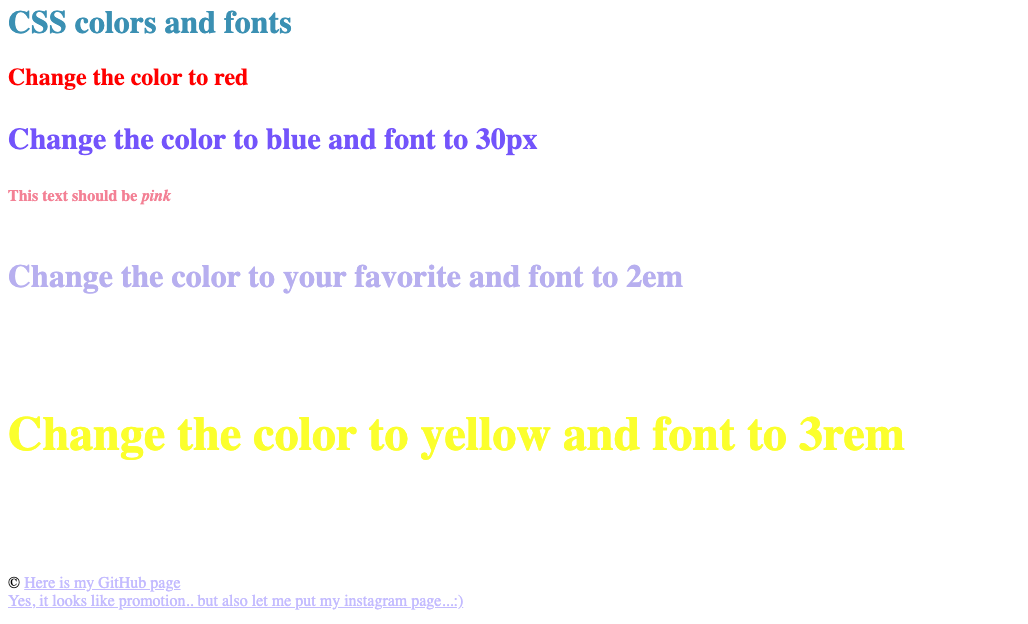 CSS colors and fonts
Change the color to red
Change the color to blue and font to 30px
This text should be pink
Change the color to your favorite and font to 2em
Change the color to yellow and font to 3rem
© Here is my GitHub page
Yes, it looks like promotion.. but also let me put my instagram page...:)